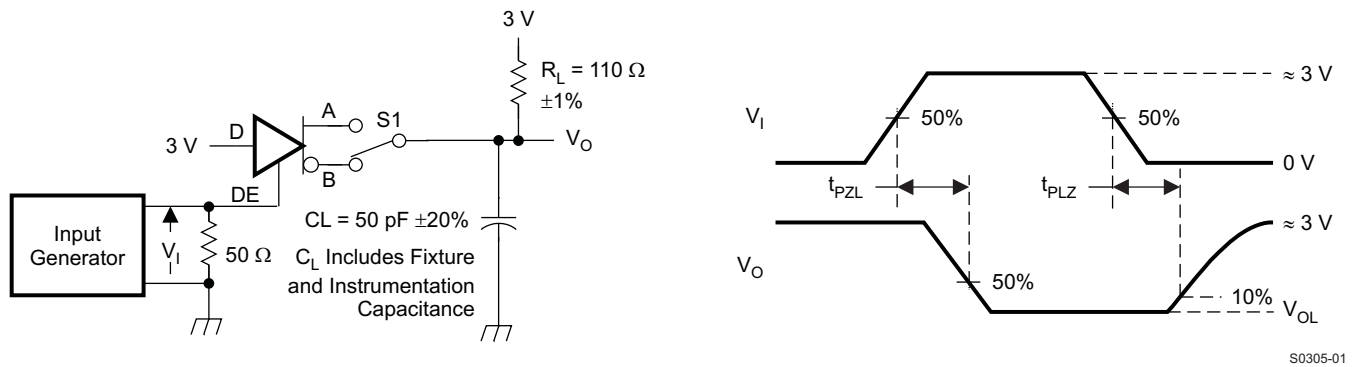 3 V
R_L = 110 Ω
±1%
A
S1
D
3 V
V_O
B
DE
CL = 50 pF ±20%
Input
Generator
V_I
50 Ω
C_L Includes Fixture
and Instrumentation
Capacitance
≈ 3 V
V_I
50%
50%
0 V
t_PZL
t_PLZ
≈ 3 V
V_O
50%
10%
V_OL
S0305-01